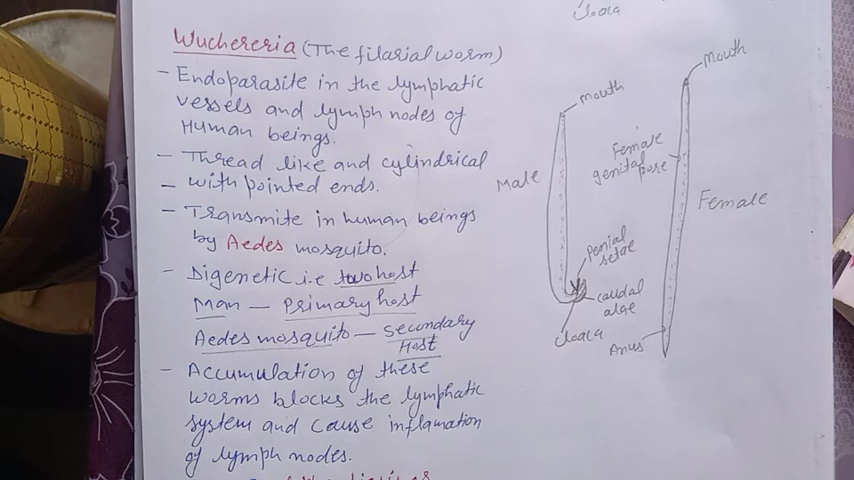 cloaca
Wuchereria (The filarial worm)
- Endoparasite in the lymphatic
vessels and lymph nodes of
Human beings.
- Thread like and cylindrical
- with pointed ends.
- Transmite in human beings
by Aedes mosquito.
- Digenetic i.e two host
Man — Primary host
Aedes mosquito — Secondary
Host
- Accumulation of these
worms blocks the lymphatic
system and cause inflamation
of lymph nodes.
mouth
Male
Penial
setae
caudal
alae
cloaca
Mouth
Female
genital pore
Female
Anus